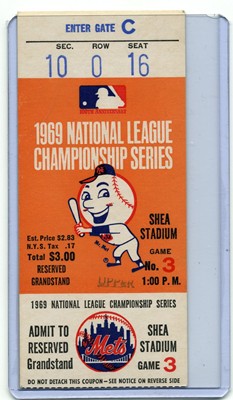 ENTER GATE C
SEC. ROW SEAT
10 0 16
1969 NATIONAL LEAGUE
CHAMPIONSHIP SERIES
Est. Price $2.83
N.Y.S. Tax .17
Total $3.00
RESERVED
GRANDSTAND
SHEA
STADIUM
GAME
No. 3
1:00 P. M.
1969 NATIONAL LEAGUE CHAMPIONSHIP SERIES
ADMIT TO
RESERVED
Grandstand
Mets
SHEA
STADIUM
GAME 3
DO NOT DETACH THIS COUPON — SEE NOTICE ON REVERSE SIDE